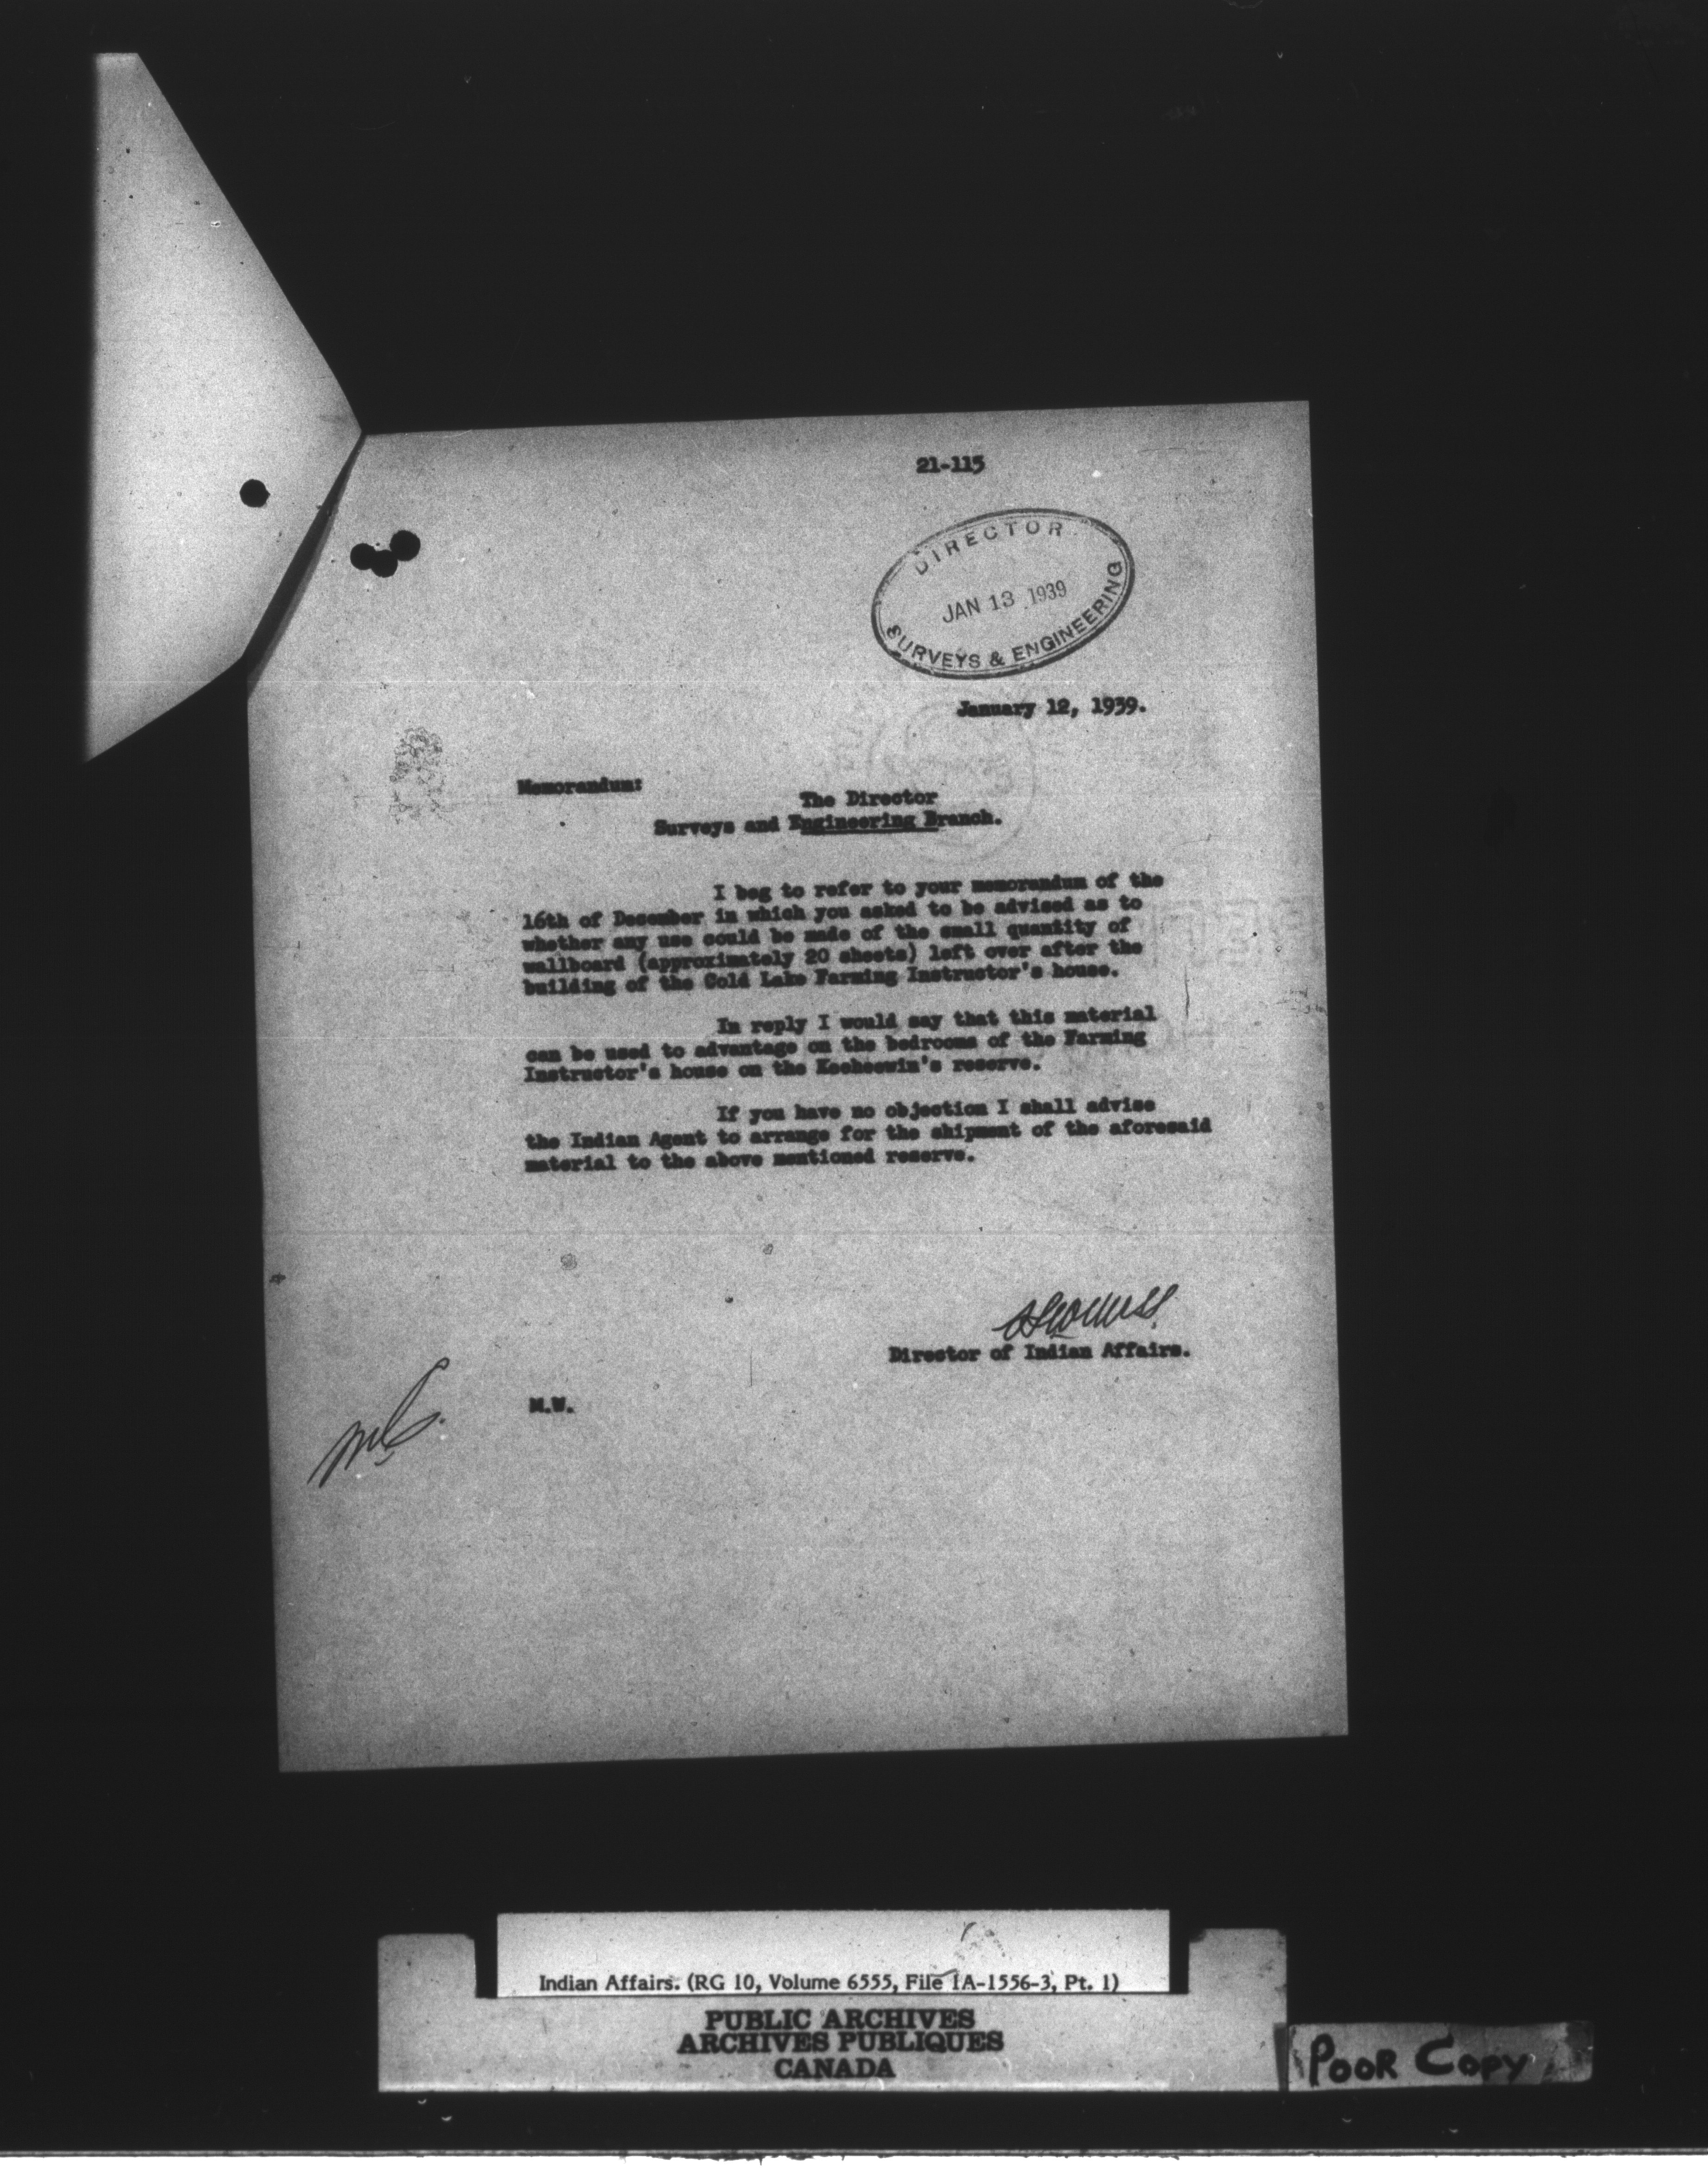 21-115
DIRECTOR
JAN 13 1939
SURVEYS & ENGINEERING
January 12, 1939.
Memorandum:
The Director
Surveys and Engineering Branch.
I beg to refer to your memorandum of the
16th of December in which you asked to be advised as to
whether any use could be made of the small quantity of
wallboard (approximately 20 sheets) left over after the
building of the Cold Lake Farming Instructor's house.
In reply I would say that this material
can be used to advantage on the bedrooms of the Farming
Instructor's house on the Keeheewin's reserve.
If you have no objection I shall advise
the Indian Agent to arrange for the shipment of the aforesaid
material to the above mentioned reserve.
Director of Indian Affairs.
M.W.
Indian Affairs. (RG 10, Volume 6555, File 1A-1556-3, Pt. 1)
PUBLIC ARCHIVES
ARCHIVES PUBLIQUES
CANADA
POOR COPY